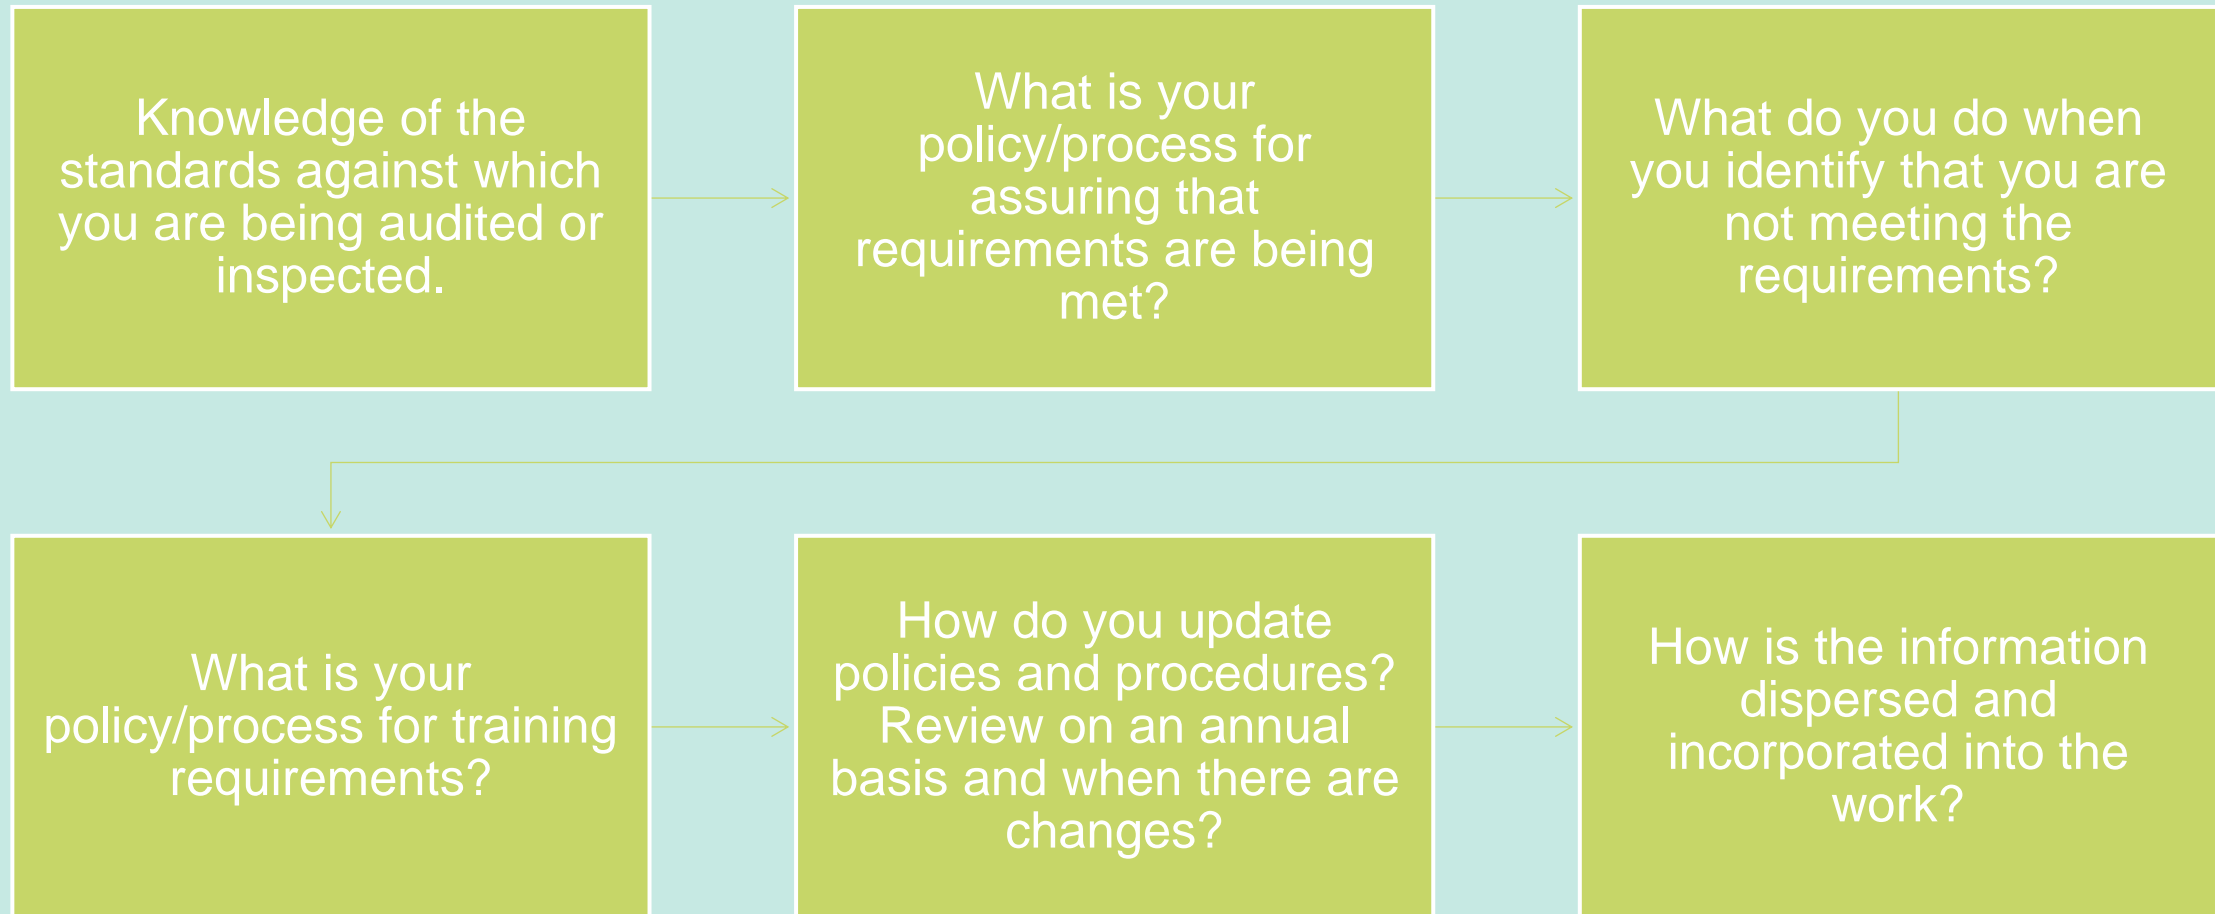 Knowledge of the
standards against which
you are being audited or
inspected.
What is your
policy/process for
assuring that
requirements are being
met?
What do you do when
you identify that you are
not meeting the
requirements?
What is your
policy/process for training
requirements?
How do you update
policies and procedures?
Review on an annual
basis and when there are
changes?
How is the information
dispersed and
incorporated into the
work?